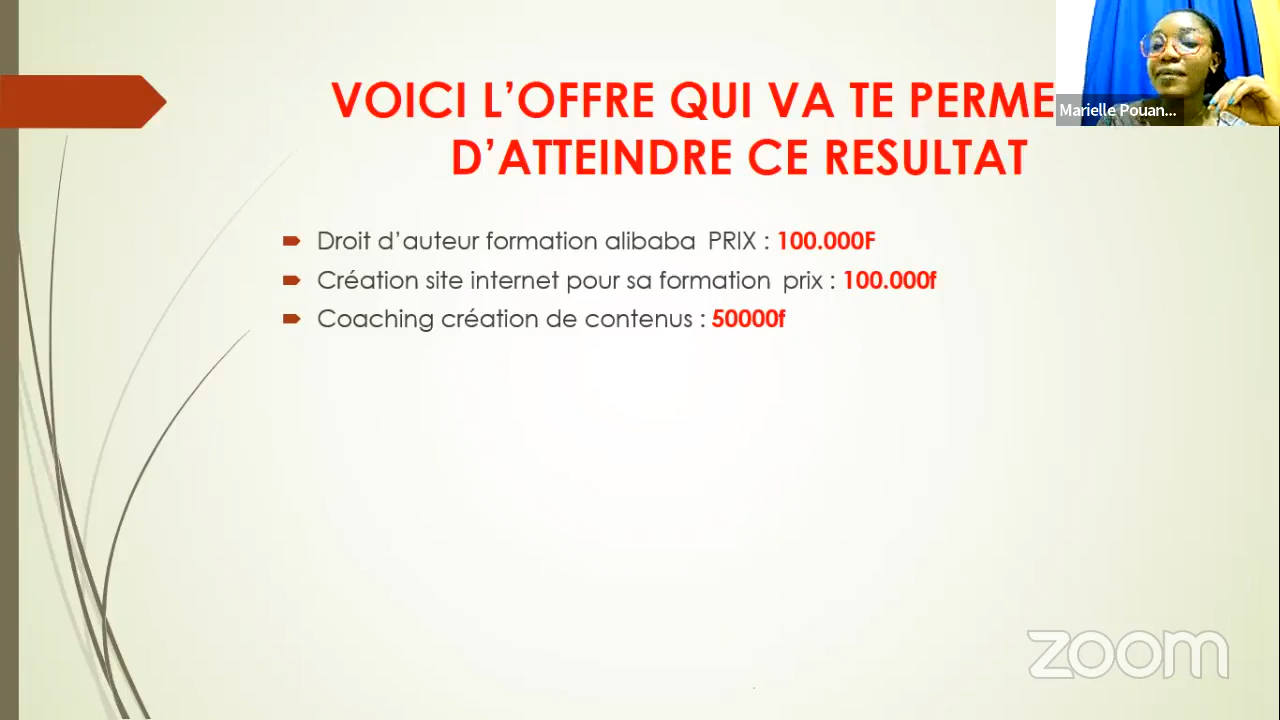 VOICI L’OFFRE QUI VA TE PERME
D’ATTEINDRE CE RESULTAT
Marielle Pouan...
Droit d’auteur formation alibaba PRIX : 100.000F
Création site internet pour sa formation prix : 100.000f
Coaching création de contenus : 50000f
zoom